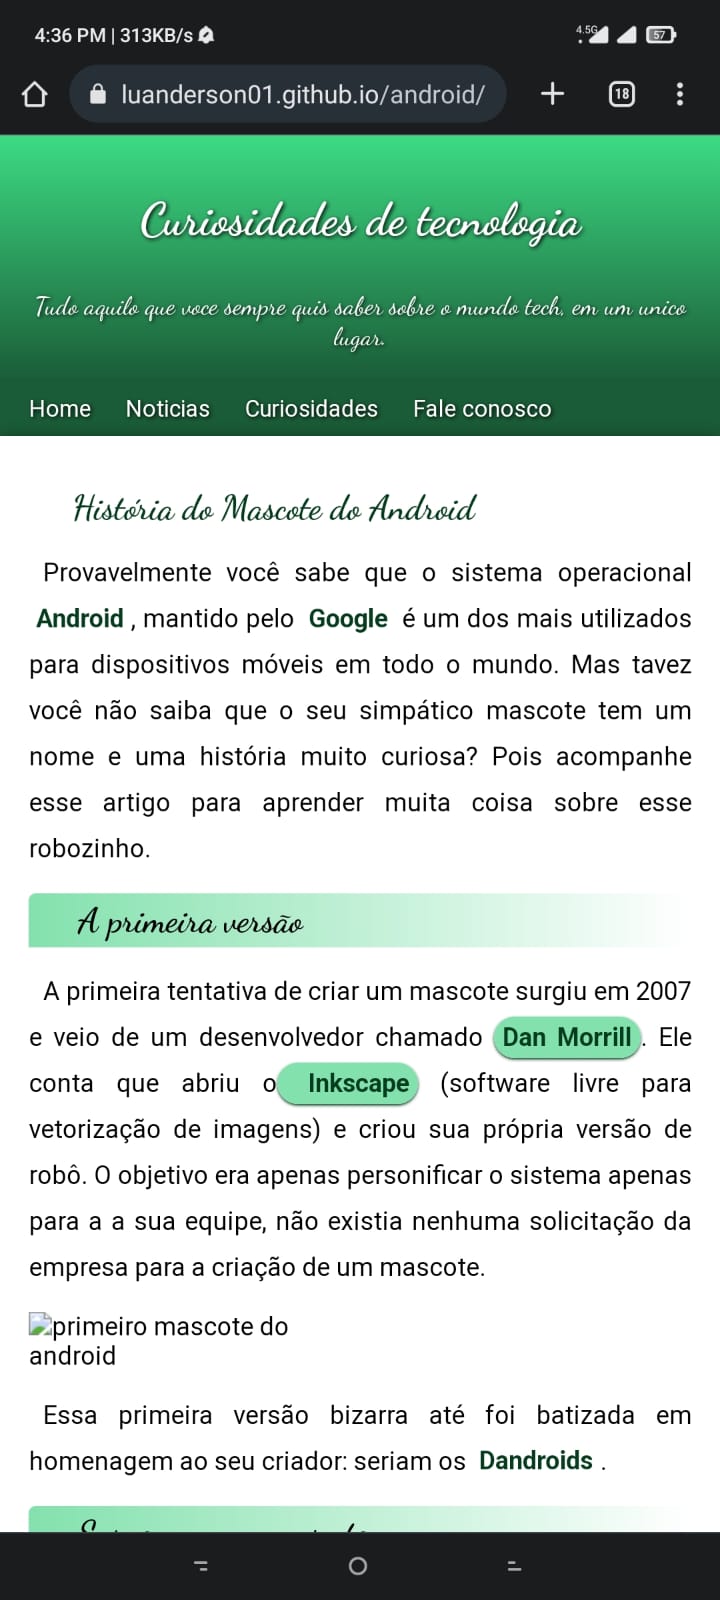 4:36 PM | 313KB/s
4.5G
57
luanderson01.github.io/android/
18
Curiosidades de tecnologia
Tudo aquilo que voce sempre quis saber sobre o mundo tech, em um unico
lugar.
Home Noticias Curiosidades Fale conosco
História do Mascote do Android
Provavelmente você sabe que o sistema operacional
Android , mantido pelo Google é um dos mais utilizados
para dispositivos móveis em todo o mundo. Mas tavez
você não saiba que o seu simpático mascote tem um
nome e uma história muito curiosa? Pois acompanhe
esse artigo para aprender muita coisa sobre esse
robozinho.
A primeira versão
A primeira tentativa de criar um mascote surgiu em 2007
e veio de um desenvolvedor chamado Dan Morrill. Ele
conta que abriu o Inkscape (software livre para
vetorização de imagens) e criou sua própria versão de
robô. O objetivo era apenas personificar o sistema apenas
para a a sua equipe, não existia nenhuma solicitação da
empresa para a criação de um mascote.
primeiro mascote do
android
Essa primeira versão bizarra até foi batizada em
homenagem ao seu criador: seriam os Dandroids .